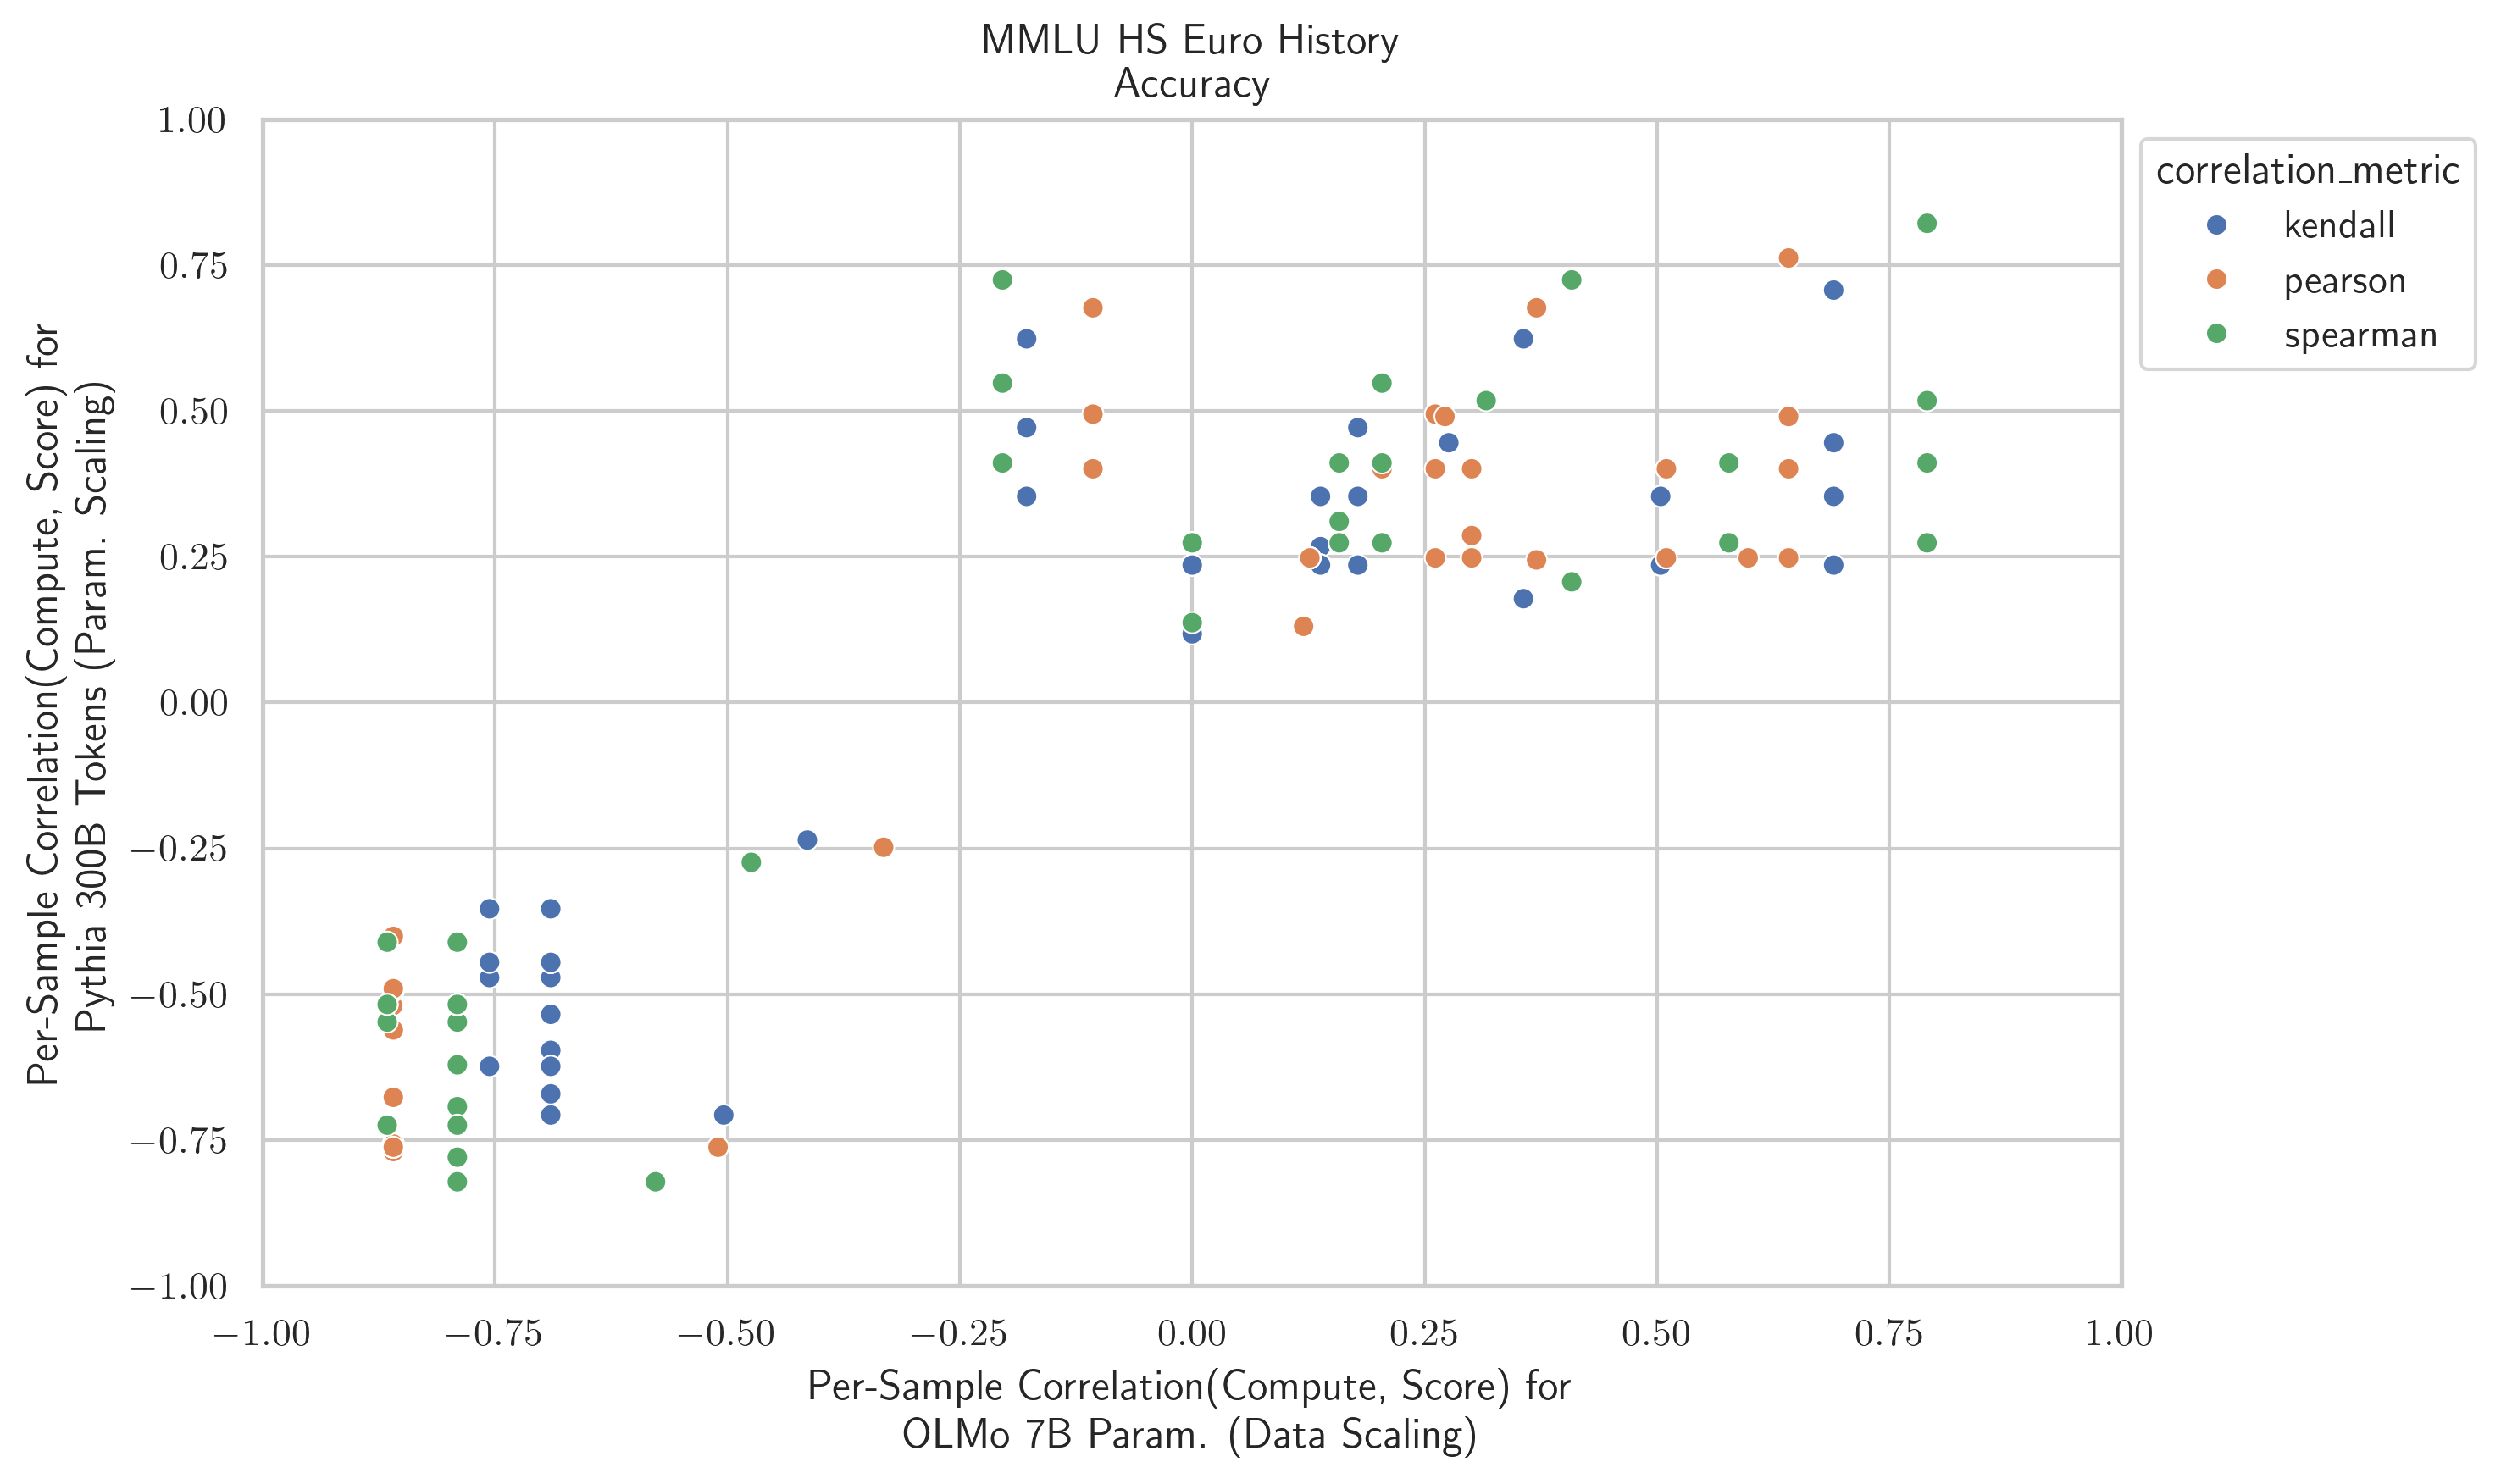 MMLU HS Euro History
Accuracy
Per-Sample Correlation(Compute, Score) for
Pythia 300B Tokens (Param. Scaling)
1.00
0.75
0.50
0.25
0.00
−0.25
−0.50
−0.75
−1.00
−1.00 −0.75 −0.50 −0.25 0.00 0.25 0.50 0.75 1.00
Per-Sample Correlation(Compute, Score) for
OLMo 7B Param. (Data Scaling)
correlation_metric
kendall
pearson
spearman